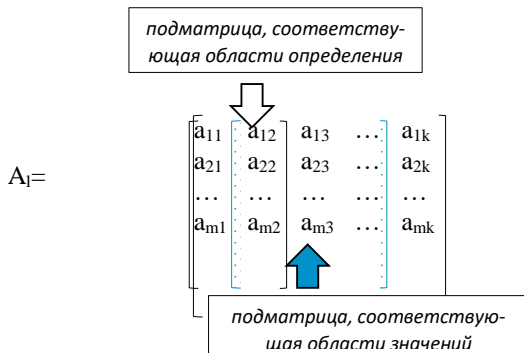 подматрица, соответству-
ющая области определения
a11 a12 a13 … a1k
A1= a21 a22 a23 … a2k
… … … … …
am1 am2 am3 … amk
подматрица, соответствую-
щая области значений